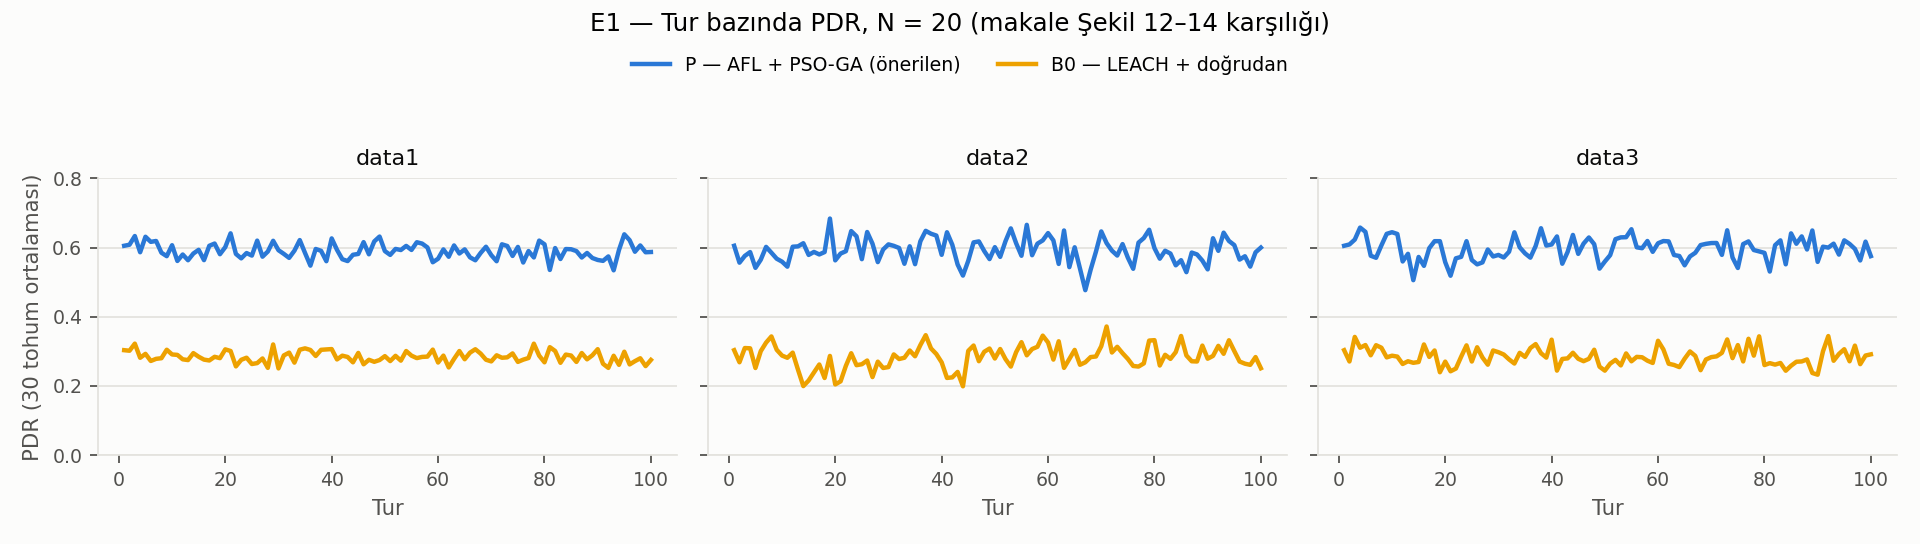 E1 — Tur bazında PDR, N = 20 (makale Şekil 12–14 karşılığı)
P — AFL + PSO-GA (önerilen)
B0 — LEACH + doğrudan
data1
data2
data3
PDR (30 tohum ortalaması)
0.8
0.6
0.4
0.2
0.0
0 20 40 60 80 100
0 20 40 60 80 100
0 20 40 60 80 100
Tur
Tur
Tur